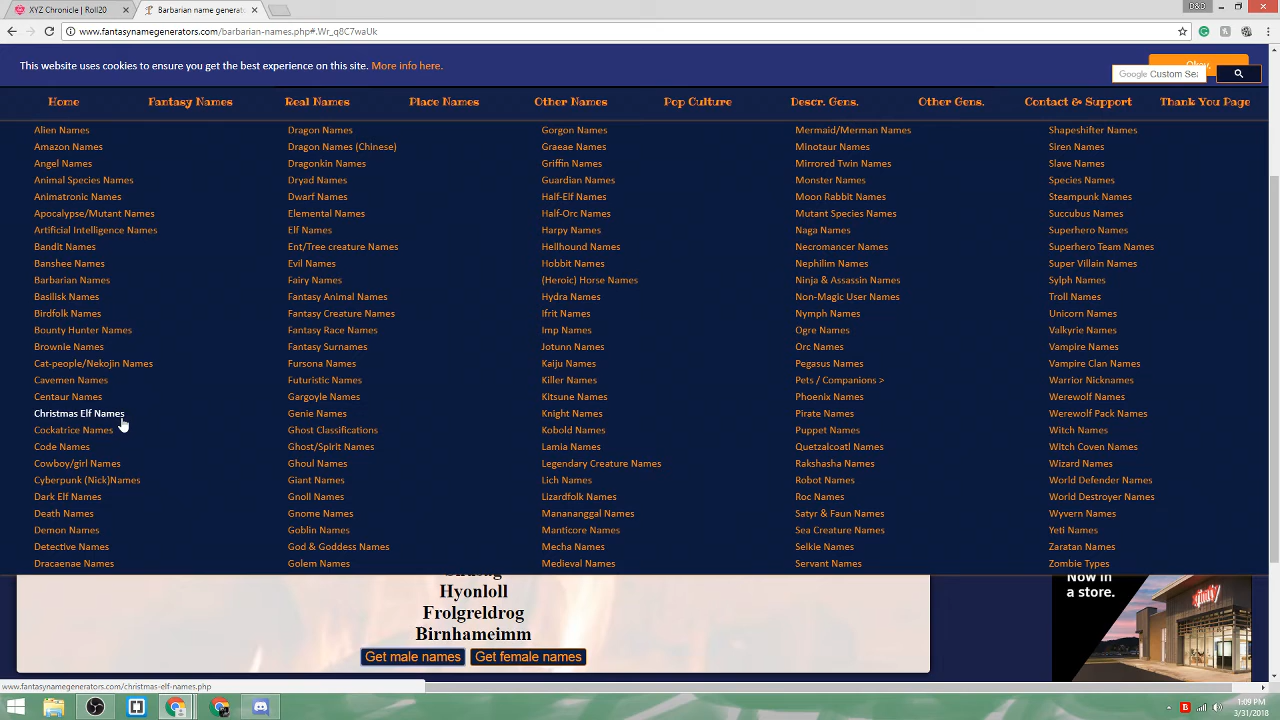 XYZ Chronicle | Roll20
Barbarian name generat
D&D
www.fantasynamegenerators.com/barbarian-names.php#.Wr_q8C7waUk
This website uses cookies to ensure you get the best experience on this site. More info here.
Okay
Google Custom Sea
Home Fantasy Names Real Names Place Names Other Names Pop Culture Descr. Gens. Other Gens. Contact & Support Thank You Page
Alien Names
Amazon Names
Angel Names
Animal Species Names
Animatronic Names
Apocalypse/Mutant Names
Artificial Intelligence Names
Bandit Names
Banshee Names
Barbarian Names
Basilisk Names
Birdfolk Names
Bounty Hunter Names
Brownie Names
Cat-people/Nekojin Names
Cavemen Names
Centaur Names
Christmas Elf Names
Cockatrice Names
Code Names
Cowboy/girl Names
Cyberpunk (Nick)Names
Dark Elf Names
Death Names
Demon Names
Detective Names
Dracaenae Names
Dragon Names
Dragon Names (Chinese)
Dragonkin Names
Dryad Names
Dwarf Names
Elemental Names
Elf Names
Ent/Tree creature Names
Evil Names
Fairy Names
Fantasy Animal Names
Fantasy Creature Names
Fantasy Race Names
Fantasy Surnames
Fursona Names
Futuristic Names
Gargoyle Names
Genie Names
Ghost Classifications
Ghost/Spirit Names
Ghoul Names
Giant Names
Gnoll Names
Gnome Names
Goblin Names
God & Goddess Names
Golem Names
Gorgon Names
Graeae Names
Griffin Names
Guardian Names
Half-Elf Names
Half-Orc Names
Harpy Names
Hellhound Names
Hobbit Names
(Heroic) Horse Names
Hydra Names
Ifrit Names
Imp Names
Jotunn Names
Kaiju Names
Killer Names
Kitsune Names
Knight Names
Kobold Names
Lamia Names
Legendary Creature Names
Lich Names
Lizardfolk Names
Manananggal Names
Manticore Names
Mecha Names
Medieval Names
Mermaid/Merman Names
Minotaur Names
Mirrored Twin Names
Monster Names
Moon Rabbit Names
Mutant Species Names
Naga Names
Necromancer Names
Nephilim Names
Ninja & Assassin Names
Non-Magic User Names
Nymph Names
Ogre Names
Orc Names
Pegasus Names
Pets / Companions >
Phoenix Names
Pirate Names
Puppet Names
Quetzalcoatl Names
Rakshasha Names
Robot Names
Roc Names
Satyr & Faun Names
Sea Creature Names
Selkie Names
Servant Names
Shapeshifter Names
Siren Names
Slave Names
Species Names
Steampunk Names
Succubus Names
Superhero Names
Superhero Team Names
Super Villain Names
Sylph Names
Troll Names
Unicorn Names
Valkyrie Names
Vampire Names
Vampire Clan Names
Warrior Nicknames
Werewolf Names
Werewolf Pack Names
Witch Names
Witch Coven Names
Wizard Names
World Defender Names
World Destroyer Names
Wyvern Names
Yeti Names
Zaratan Names
Zombie Types
Hyonloll
Frolgreldrog
Birnhameimm
Get male names Get female names
Now in
a store.
xfinity
www.fantasynamegenerators.com/christmas-elf-names.php
1:09 PM
3/31/2018